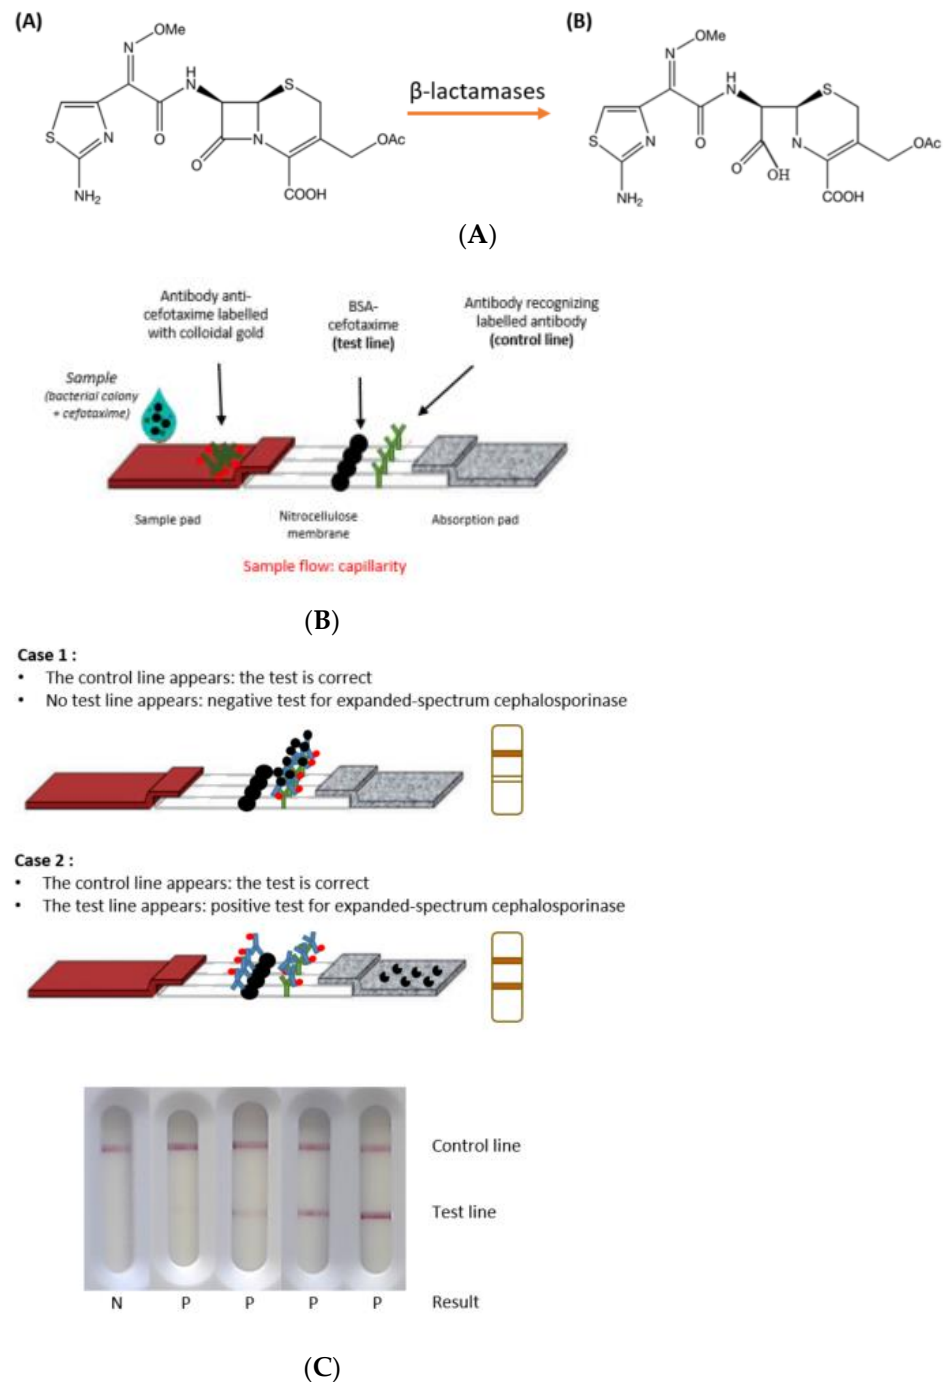 (A)
(B)
OMe
N
H
N
S
O
N
S
NH₂
O
N
OAc
COOH
β-lactamases
OMe
N
H
N
S
O
N
S
NH₂
O
OH
N
OAc
COOH
(A)
Antibody anti-
cefotaxime labelled
with colloidal gold
BSA-
cefotaxime
(test line)
Antibody recognizing
labelled antibody
(control line)
Sample
(bacterial colony
+ cefotaxime)
Sample pad
Nitrocellulose
membrane
Absorption pad
Sample flow: capillarity
(B)
Case 1 :
• The control line appears: the test is correct
• No test line appears: negative test for expanded-spectrum cephalosporinase
Case 2 :
• The control line appears: the test is correct
• The test line appears: positive test for expanded-spectrum cephalosporinase
Control line
Test line
N P P P P Result
(C)